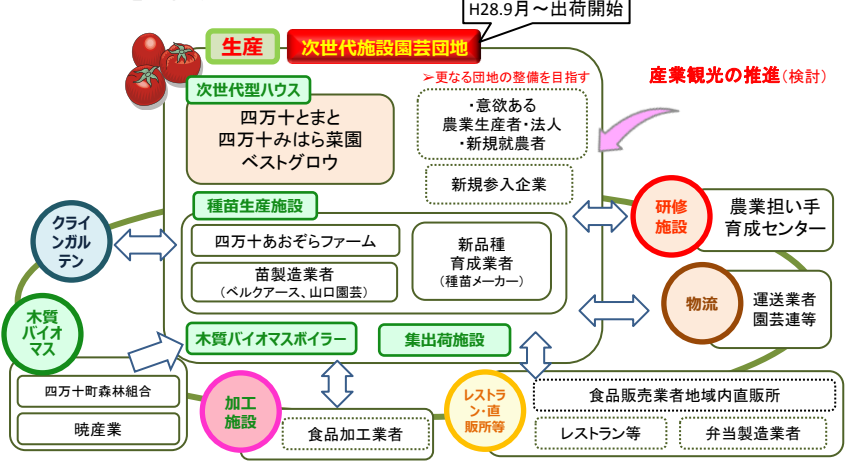 H28.9月～出荷開始
生産
次世代施設園芸団地
➢更なる団地の整備を目指す
産業観光の推進(検討)
次世代型ハウス
四万十とまと
四万十みはら菜園
ベストグロウ
・意欲ある
農業生産者・法人
・新規就農者
新規参入企業
種苗生産施設
四万十あおぞらファーム
苗製造業者
（ベルクアース、山口園芸）
新品種
育成業者
（種苗メーカー）
クライ
ンガル
テン
研修
施設
農業担い手
育成センター
物流
運送業者
園芸連等
木質
バイオ
マス
木質バイオマスボイラー
集出荷施設
四万十町森林組合
暁産業
加工
施設
食品加工業者
レストラ
ン・直
販所等
食品販売業者地域内直販所
レストラン等
弁当製造業者